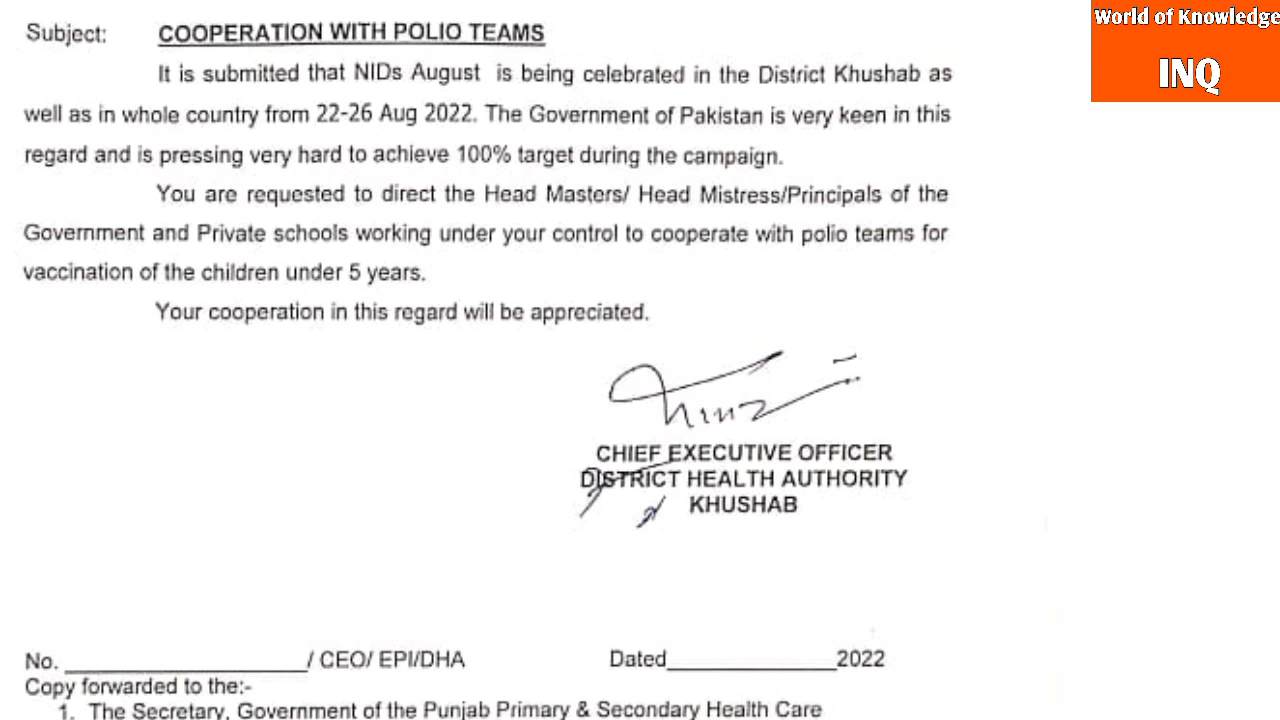 World of Knowledge
INQ
Subject: COOPERATION WITH POLIO TEAMS
It is submitted that NIDs August is being celebrated in the District Khushab as
well as in whole country from 22-26 Aug 2022. The Government of Pakistan is very keen in this
regard and is pressing very hard to achieve 100% target during the campaign.
You are requested to direct the Head Masters/ Head Mistress/Principals of the
Government and Private schools working under your control to cooperate with polio teams for
vaccination of the children under 5 years.
Your cooperation in this regard will be appreciated.
CHIEF EXECUTIVE OFFICER
DISTRICT HEALTH AUTHORITY
KHUSHAB
No. ____________________/ CEO/ EPI/DHA Dated______________2022
Copy forwarded to the:-
1. The Secretary, Government of the Punjab Primary & Secondary Health Care